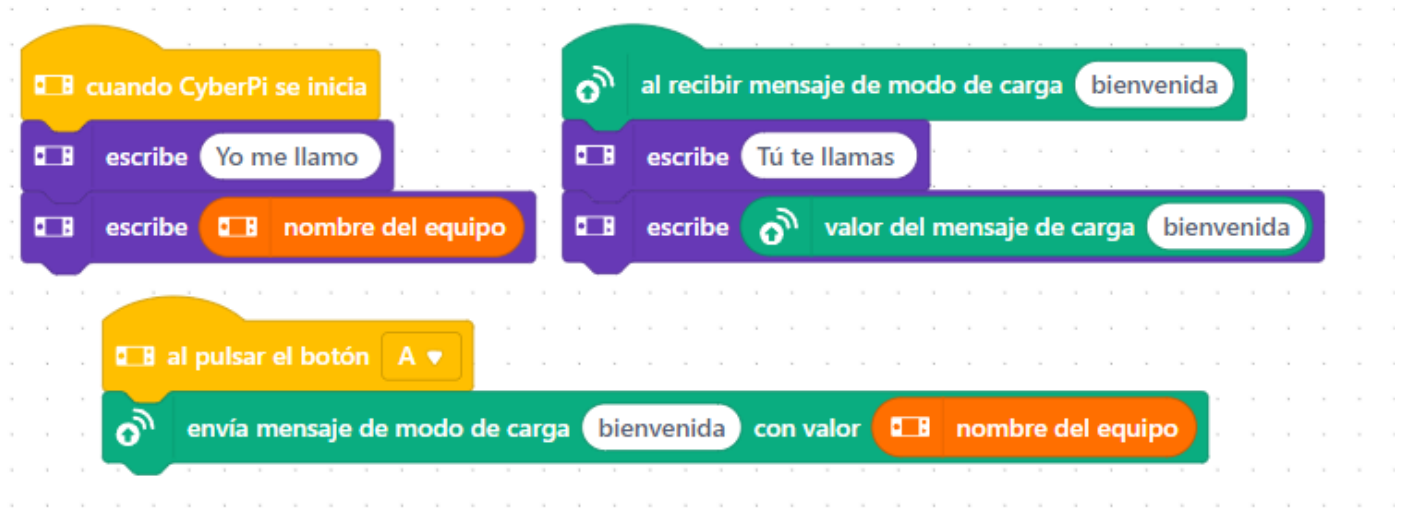 cuando CyberPi se inicia
escribe Yo me llamo
escribe nombre del equipo
al recibir mensaje de modo de carga bienvenida
escribe Tú te llamas
escribe valor del mensaje de carga bienvenida
al pulsar el botón A
envía mensaje de modo de carga bienvenida con valor nombre del equipo